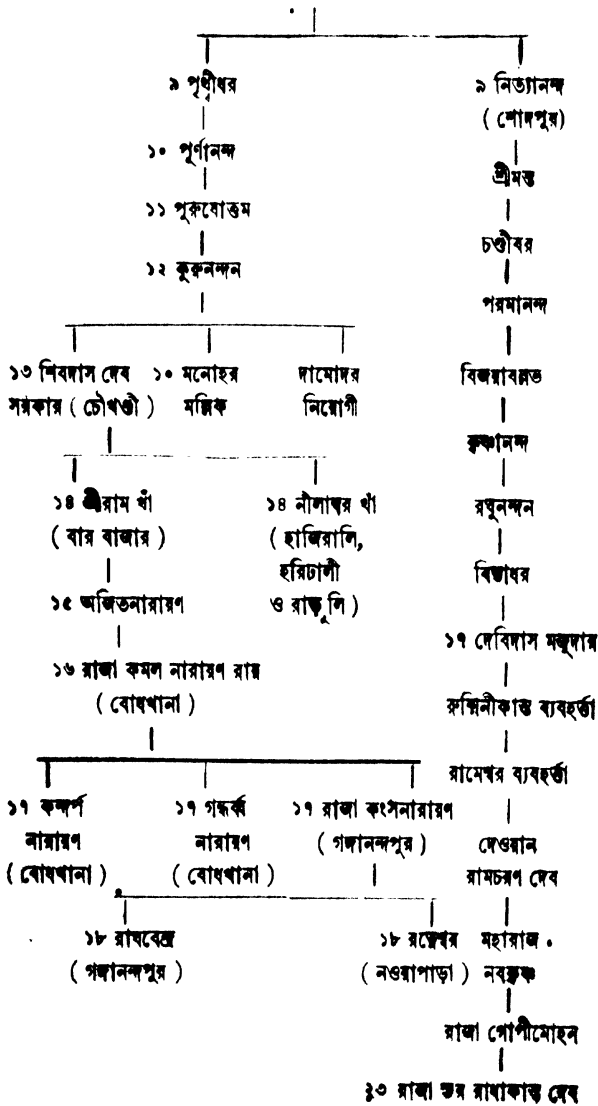 ৯ পৃথ্বীধর
৯ নিত্যানন্দ
( শোদপুর )
১০ পূর্ণানন্দ
শ্রীমন্ত
১১ পুরুষোত্তম
চণ্ডীবর
১২ কুরুনন্দন
পরমানন্দ
১৩ শিবদাস দেব
সরকার ( চৌখণ্ডী )
১০ মনোহর
মল্লিক
দামোদর
নিয়োগী
বিজয়াবল্লভ
কৃষ্ণানন্দ
১৪ শ্রীরাম খাঁ
( বার বাজার )
১৪ নীলাম্বর খাঁ
( হাজিরালি,
হরিঢালী
ও রাড়ুলি )
রঘুনন্দন
বিদ্যাধর
১৫ অজিতনারায়ণ
১৭ দেবিদাস মজুদার
১৬ রাজা কমল নারায়ণ রায়
( বোধখানা )
রুক্মিনীকান্ত ব্যবহর্ত্তা
রামেশ্বর ব্যবহর্ত্তা
১৭ কন্দর্প
নারায়ণ
( বোধখানা )
১৭ গন্ধর্ব্ব
নারায়ণ
( বোধখানা )
১৭ রাজা কংসনারায়ণ
( গঙ্গানন্দপুর )
দেওয়ান
রামচরণ দেব
১৮ রাঘবেন্দ্র
( গঙ্গানন্দপুর )
১৮ রত্নেশ্বর
( নওরাপাড়া )
মহারাজ
নবকৃষ্ণ
রাজা গোপীমোহন
২৩ রাজা স্তর রাধাকান্ত দেব